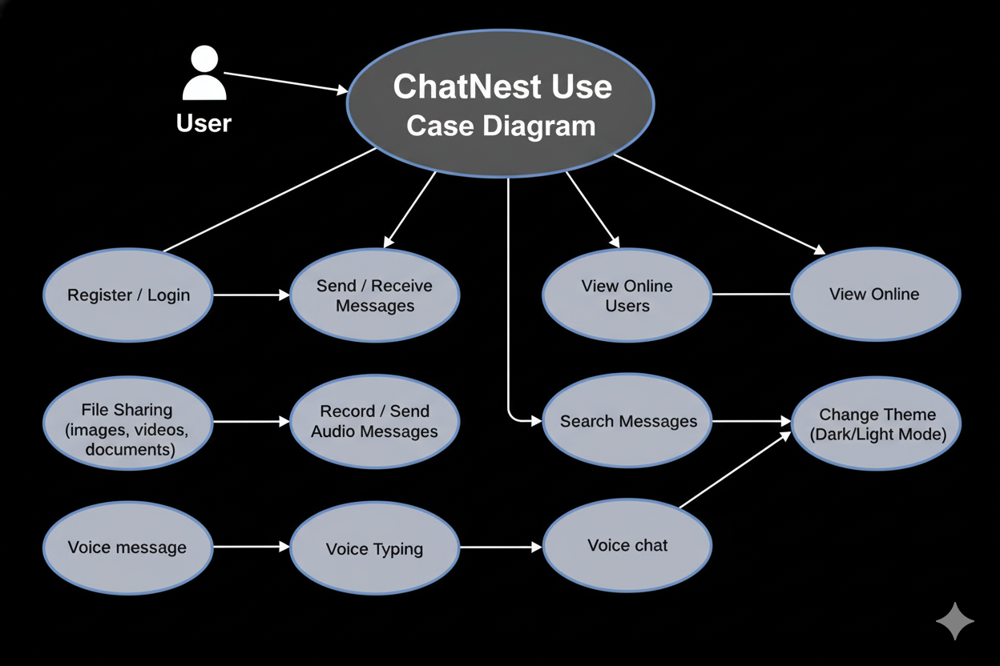 ChatNest Use
Case Diagram
User
Register / Login
Send / Receive
Messages
View Online
Users
View Online
File Sharing
(images, videos,
documents)
Record / Send
Audio Messages
Search Messages
Change Theme
(Dark/Light Mode)
Voice message
Voice Typing
Voice chat